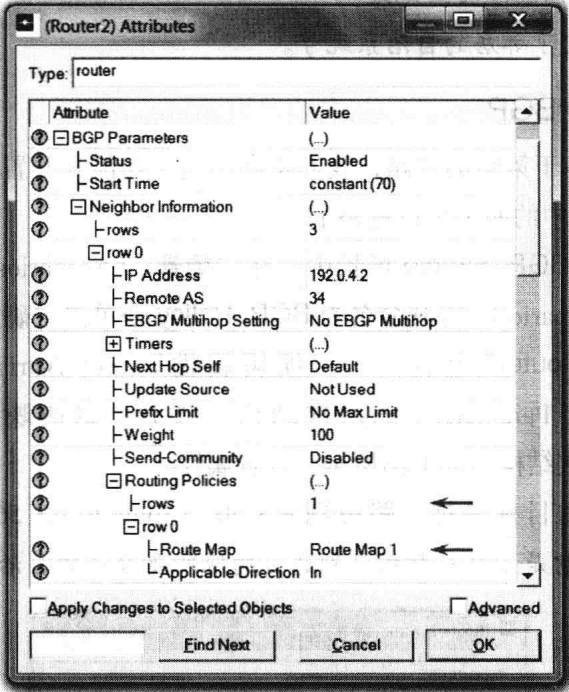 (Router2) Attributes
Type: router
Attribute Value
BGP Parameters (...)
Status Enabled
Start Time constant (70)
Neighbor Information (...)
rows 3
row 0
IP Address 192.0.4.2
Remote AS 34
EBGP Multihop Setting No EBGP Multihop
Timers (...)
Next Hop Self Default
Update Source Not Used
Prefix Limit No Max Limit
Weight 100
Send-Community Disabled
Routing Policies (...)
rows 1
row 0
Route Map Route Map 1
Applicable Direction In
Apply Changes to Selected Objects Advanced
Find Next Cancel OK